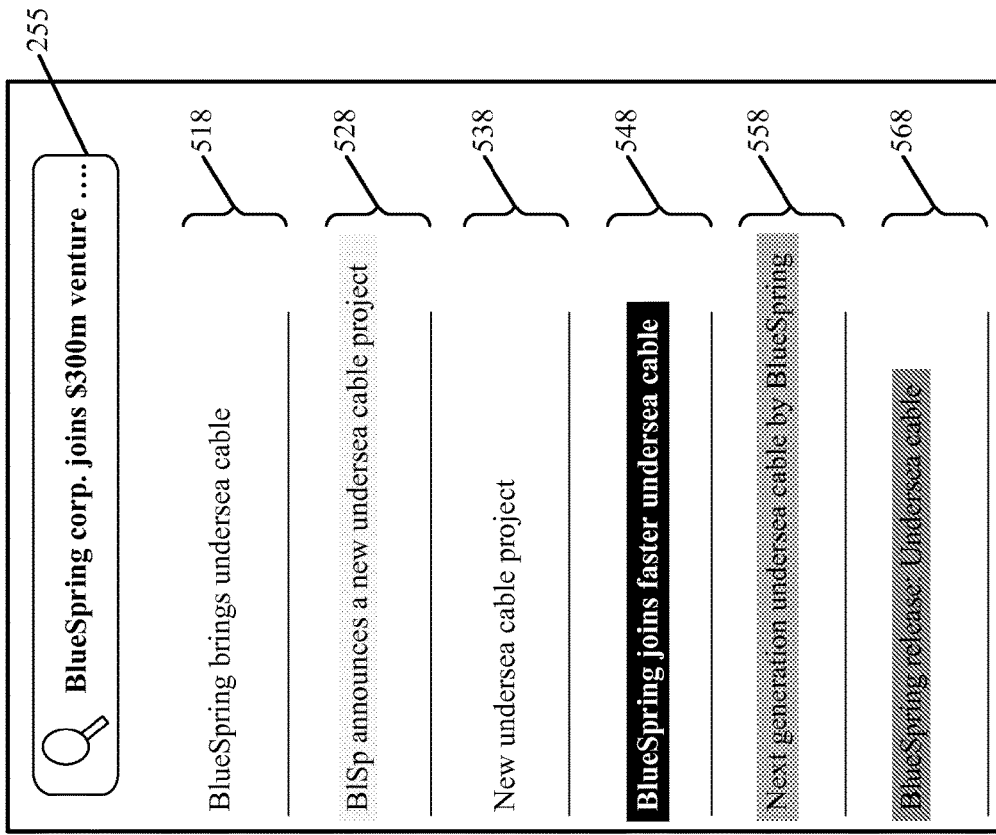 BlueSpring corp. joins $300m venture ....
255
BlueSpring brings undersea cable
518
BlSp announces a new undersea cable project
528
New undersea cable project
538
BlueSpring joins faster undersea cable
548
Next generation undersea cable by BlueSpring
558
BlueSpring release' Undersea cable
568